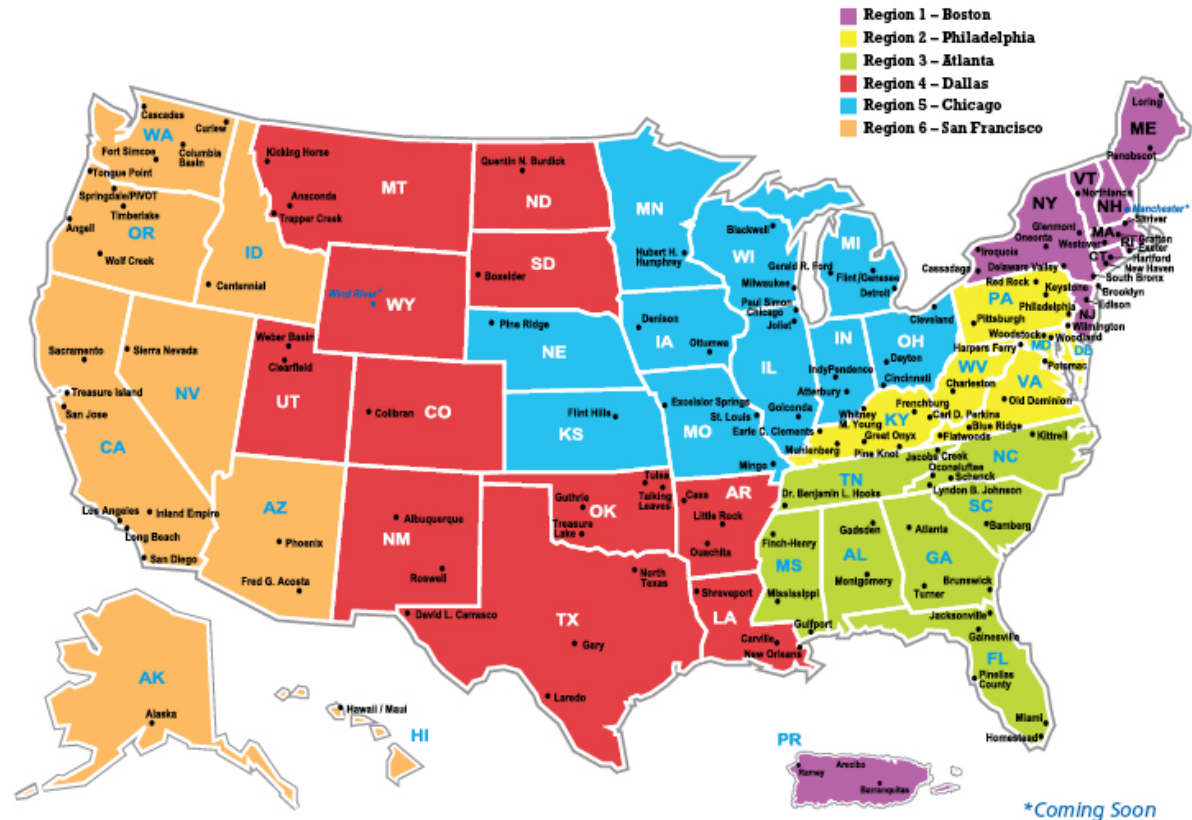 Region 1 – Boston
Region 2 – Philadelphia
Region 3 – Atlanta
Region 4 – Dallas
Region 5 – Chicago
Region 6 – San Francisco
Cascades
WA
Curlew
Fort Simcoe
Columbia
Basin
Tongue Point
Springdale/PIVOT
Timberlake
Angell
OR
Wolf Creek
ID
Centennial
Kicking Horse
MT
Anaconda
Trapper Creek
Quentin N. Burdick
ND
SD
Boxelder
Wind River*
WY
Weber Basin
Clearfield
UT
Collbran
CO
Sacramento
Sierra Nevada
Treasure Island
San Jose
NV
CA
Los Angeles
Inland Empire
Long Beach
San Diego
AZ
Phoenix
Fred G. Acosta
Albuquerque
NM
Roswell
David L. Carrasco
TX
North
Texas
Gary
Laredo
Tulsa
Guthrie
Talking
Leaves
OK
Treasure
Lake
Cass
AR
Little Rock
Ouachita
Shreveport
LA
Carville
New Orleans
MN
Hubert H.
Humphrey
Blackwell
WI
Milwaukee
Gerald R. Ford
MI
Flint/Genesee
Detroit
Paul Simon
Chicago
Joliet
Pine Ridge
NE
Denison
IA
Ottumwa
IL
Golconda
IN
IndyPendence
Atterbury
OH
Cleveland
Dayton
Cincinnati
Flint Hills
KS
Excelsior Springs
St. Louis
MO
Mingo
Earle C. Clements
Whitney
M. Young
Frenchburg
KY
Carl D. Perkins
Muhlenberg
Great Onyx
Pine Knot
Loring
ME
Penobscot
VT
Northlands
NH
Manchester*
Shriver
NY
Glenmont
Oneonta
MA
Westover
RI
Grafton
Exeter
CT
Hartford
New Haven
Iroquois
Cassadaga
Delaware Valley
South Bronx
Brooklyn
Edison
NJ
Red Rock
PA
Keystone
Philadelphia
Pittsburgh
Wilmington
Woodstock
Woodland
MD
DE
Harpers Ferry
Potomac
WV
Charleston
VA
Old Dominion
Blue Ridge
Flatwoods
Kittrell
Jacobs Creek
NC
Oconaluftee
Schenck
Lyndon B. Johnson
TN
Dr. Benjamin L. Hooks
SC
Bamberg
Finch-Henry
MS
Mississippi
Gulfport
Gadsden
AL
Montgomery
Atlanta
GA
Turner
Brunswick
Jacksonville
Gainesville
FL
Pinellas
County
Miami
Homestead
AK
Alaska
Hawaii / Maui
HI
PR
Ramey
Arecibo
Barranquitas
*Coming Soon